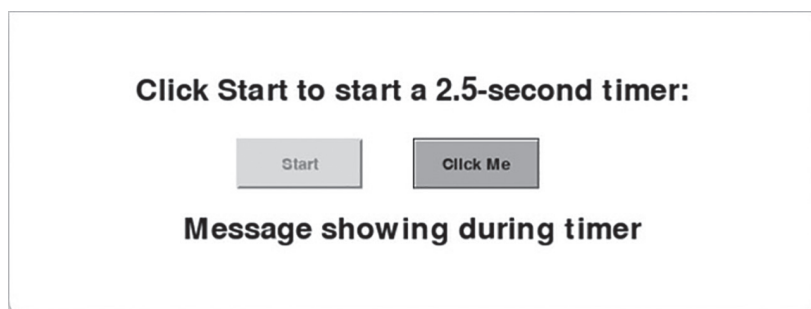 Click Start to start a 2.5-second timer:
Start
Click Me
Message showing during timer